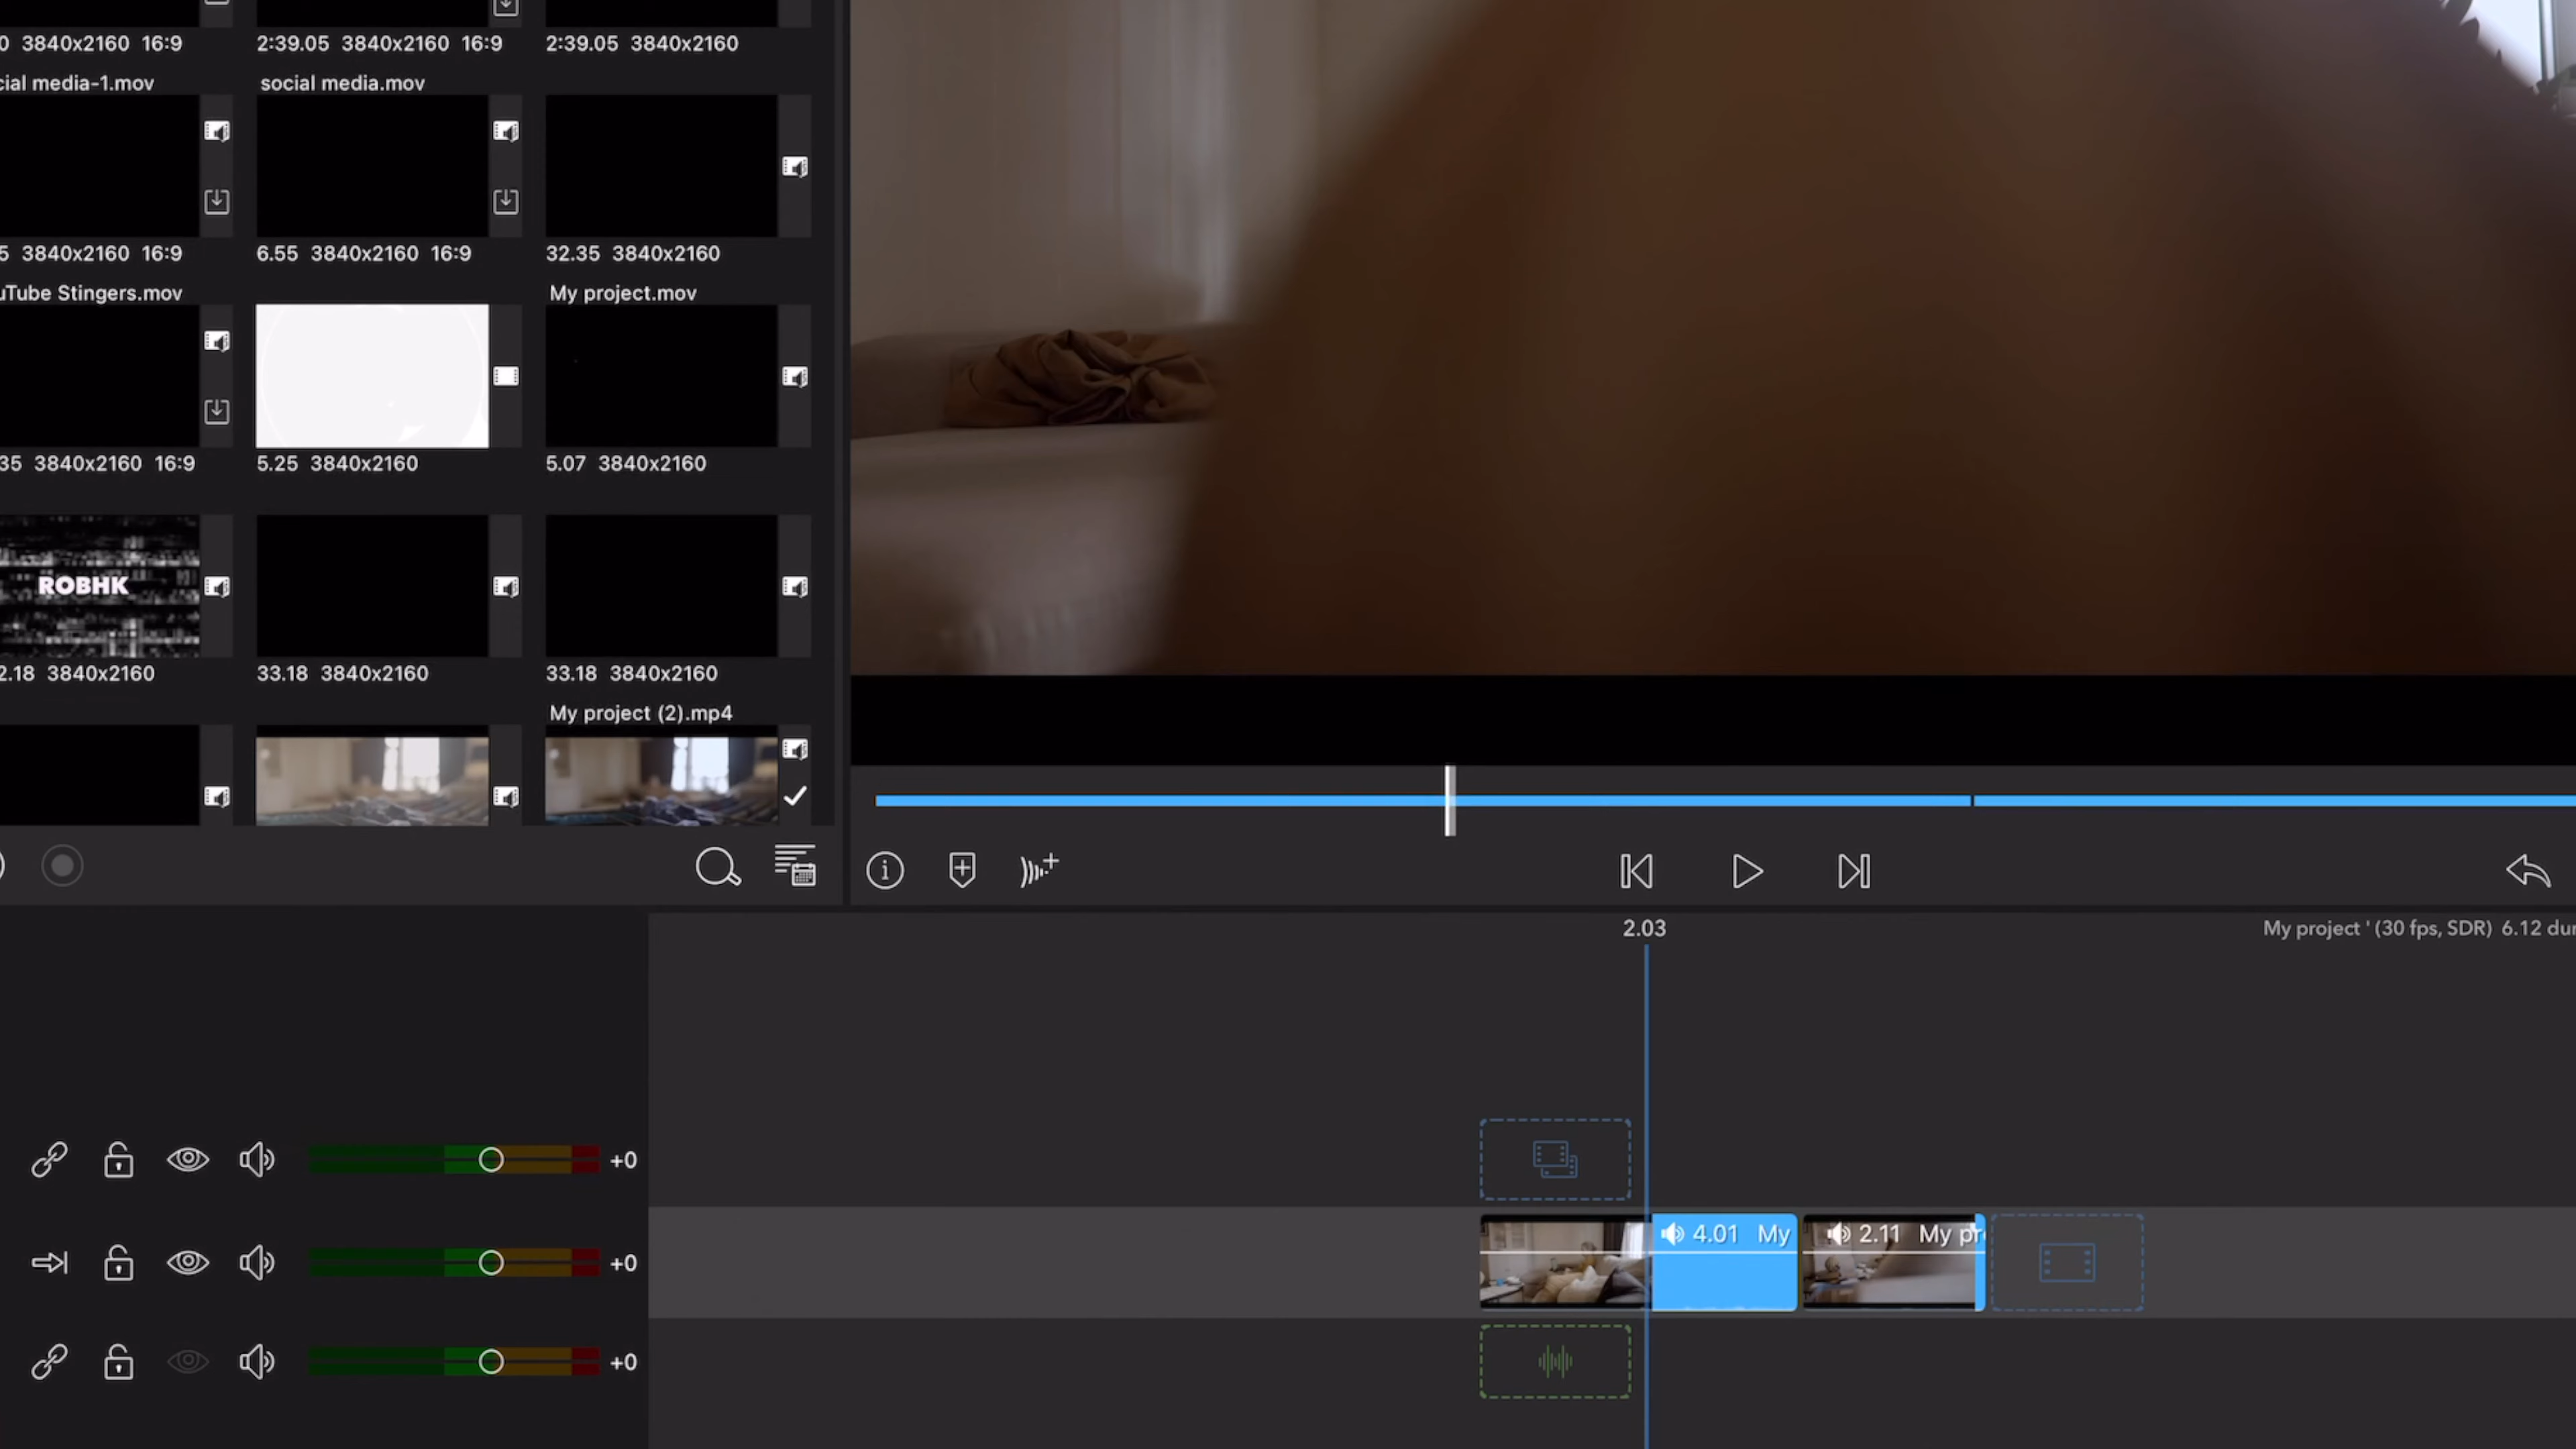 0 3840x2160 16:9
2:39.05 3840x2160 16:9
2:39.05 3840x2160
cial media-1.mov
social media.mov
5 3840x2160 16:9
6.55 3840x2160 16:9
32.35 3840x2160
uTube Stingers.mov
My project.mov
35 3840x2160 16:9
5.25 3840x2160
5.07 3840x2160
ROBHK
2.18 3840x2160
33.18 3840x2160
33.18 3840x2160
My project (2).mp4
2.03
My project ' (30 fps, SDR) 6.12 dur
+0
4.01 My
2.11 My pr
+0
+0